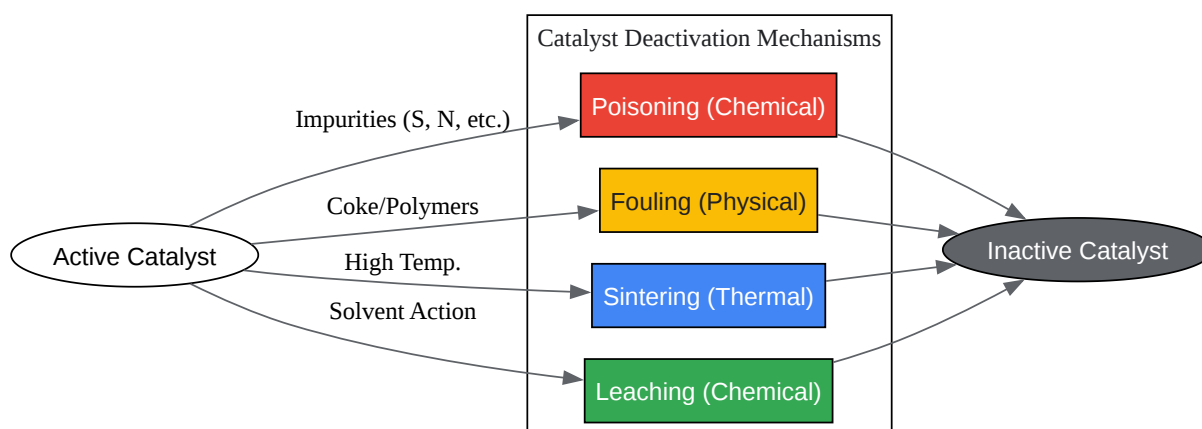 Catalyst Deactivation Mechanisms
Impurities (S, N, etc.)
Poisoning (Chemical)
Coke/Polymers
Fouling (Physical)
Active Catalyst
Inactive Catalyst
High Temp.
Sintering (Thermal)
Solvent Action
Leaching (Chemical)